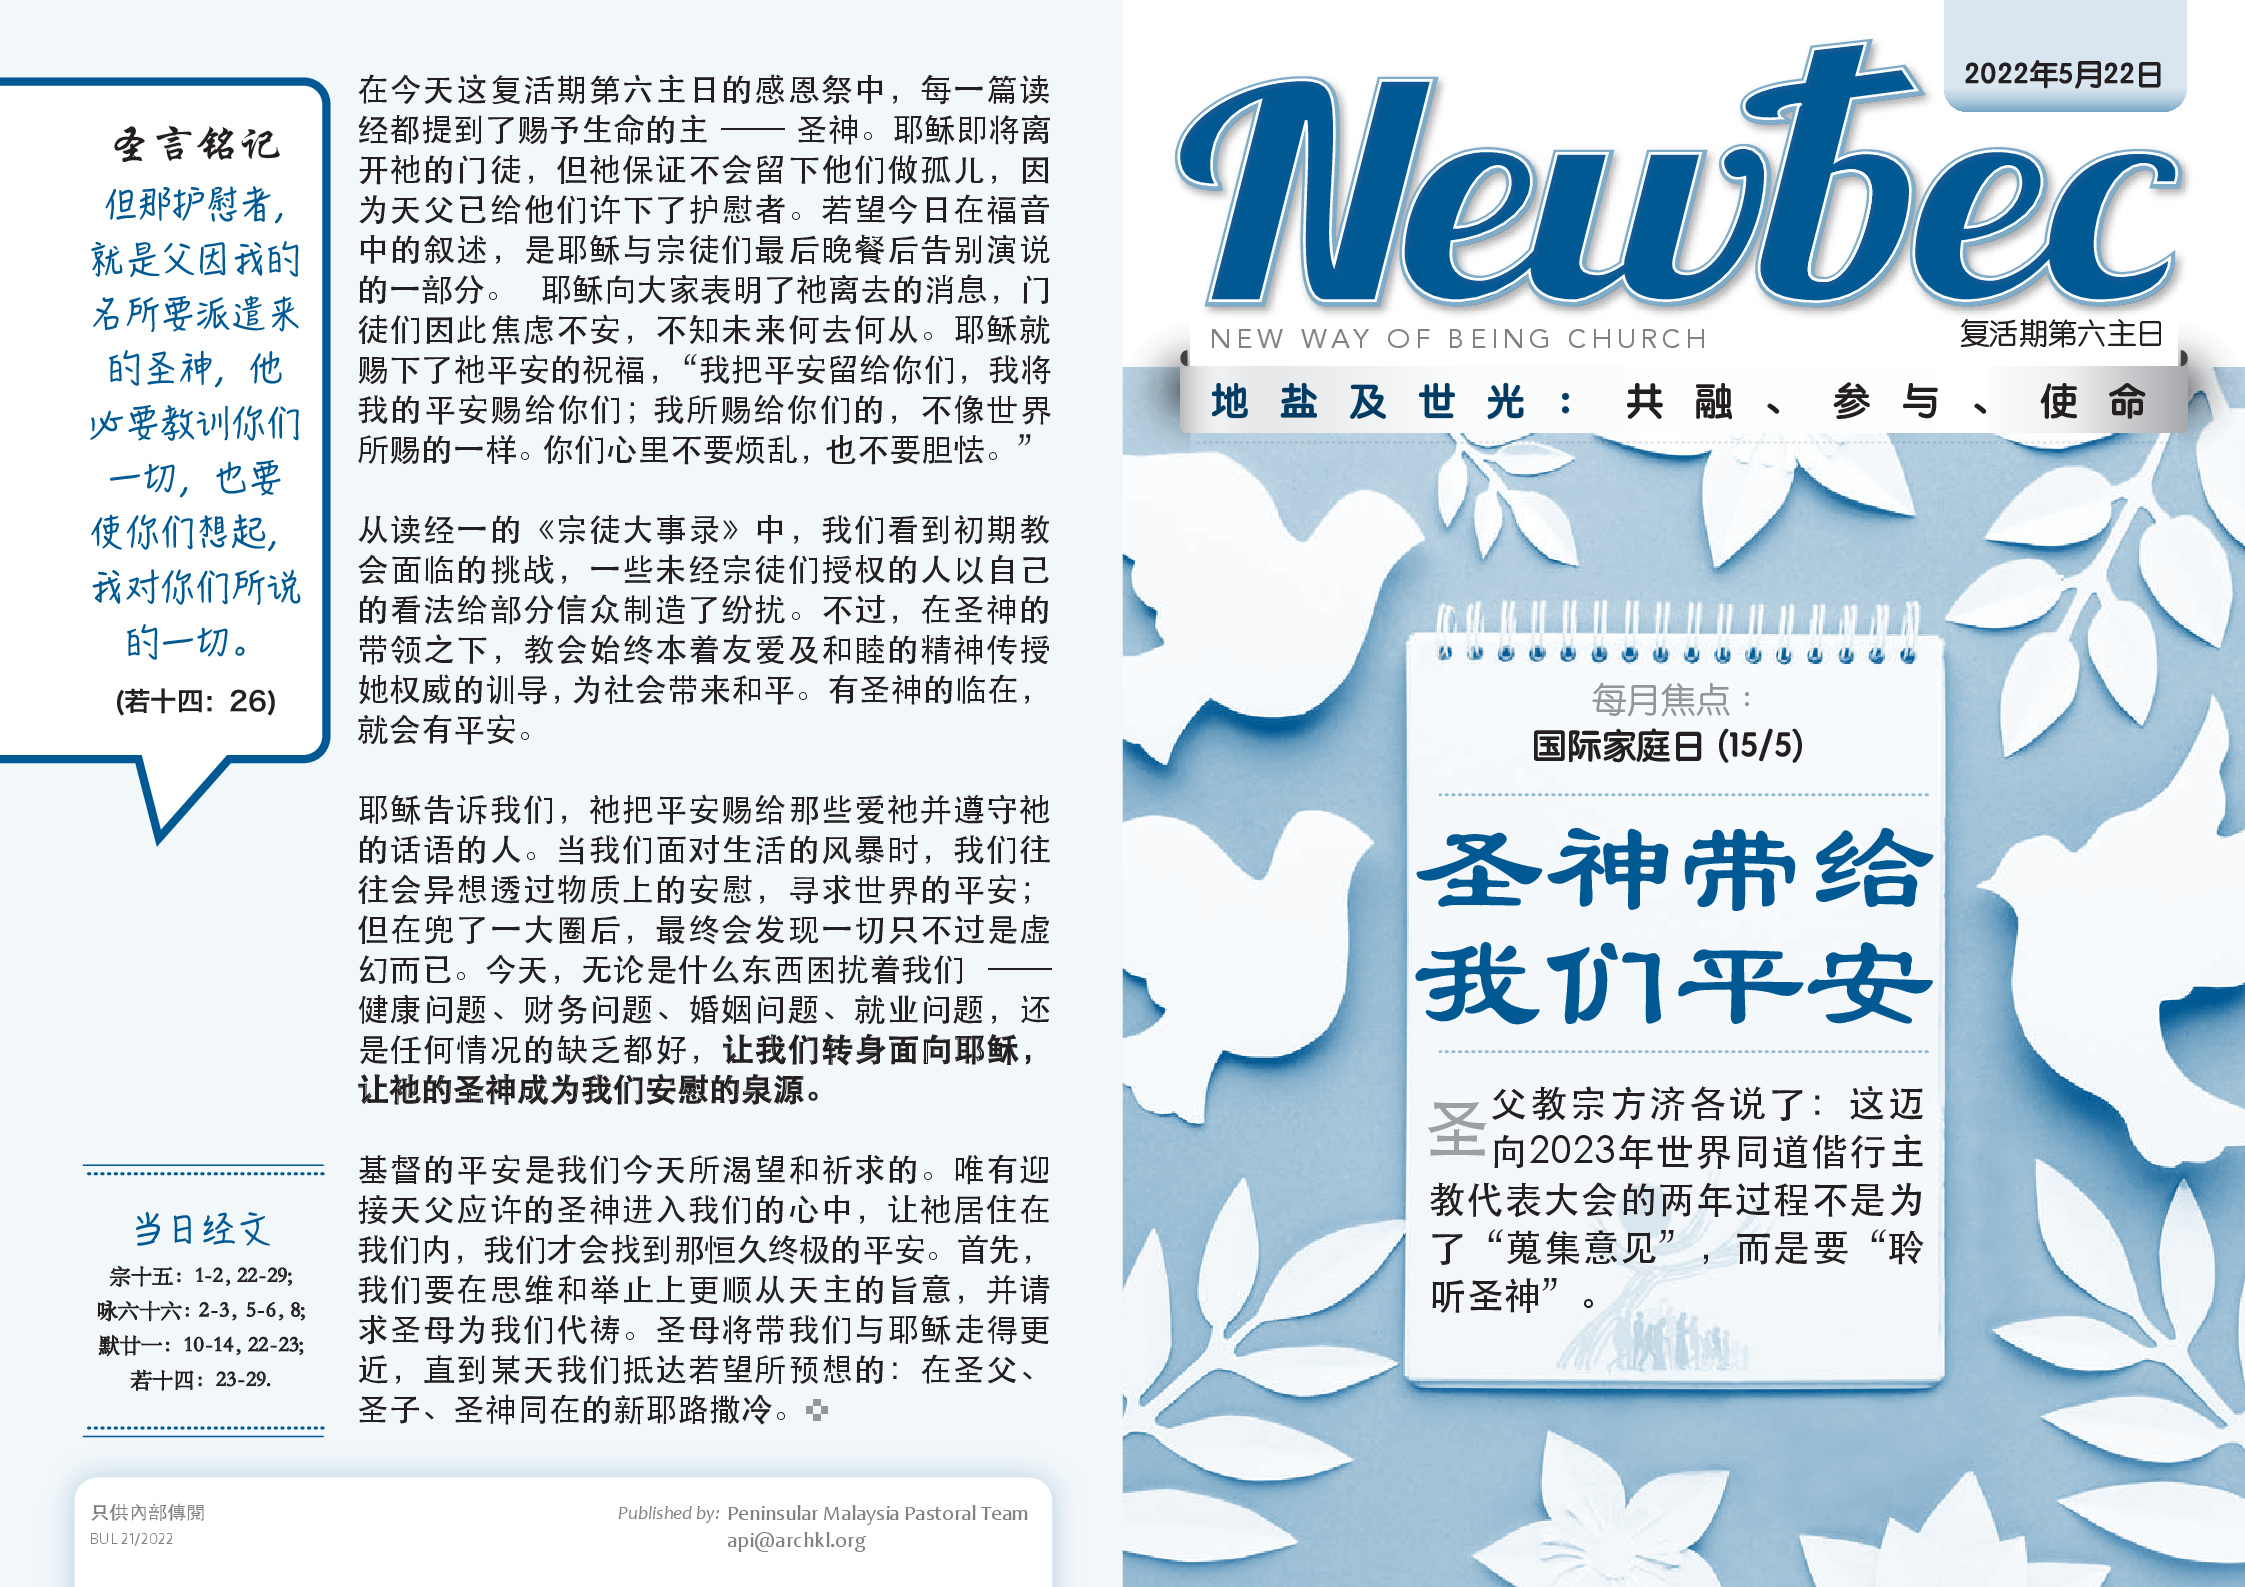 圣言铭记
但那护慰者，
就是父因我的
名所要派遣来
的圣神，他
必要教训你们
一切，也要
使你们想起，
我对你们所说
的一切。
(若十四：26)
当日经文
宗十五：1-2, 22-29;
咏六十六：2-3, 5-6, 8;
默廿一：10-14, 22-23;
若十四：23-29.
在今天这复活期第六主日的感恩祭中，每一篇读
经都提到了赐予生命的主 —— 圣神。耶稣即将离
开祂的门徒，但祂保证不会留下他们做孤儿，因
为天父已给他们许下了护慰者。若望今日在福音
中的叙述，是耶稣与宗徒们最后晚餐后告别演说
的一部分。 耶稣向大家表明了祂离去的消息，门
徒们因此焦虑不安，不知未来何去何从。耶稣就
赐下了祂平安的祝福，“我把平安留给你们，我将
我的平安赐给你们；我所赐给你们的，不像世界
所赐的一样。你们心里不要烦乱，也不要胆怯。”
从读经一的《宗徒大事录》中，我们看到初期教
会面临的挑战，一些未经宗徒们授权的人以自己
的看法给部分信众制造了纷扰。不过，在圣神的
带领之下，教会始终本着友爱及和睦的精神传授
她权威的训导，为社会带来和平。有圣神的临在，
就会有平安。
耶稣告诉我们，祂把平安赐给那些爱祂并遵守祂
的话语的人。当我们面对生活的风暴时，我们往
往会异想透过物质上的安慰，寻求世界的平安；
但在兜了一大圈后，最终会发现一切只不过是虚
幻而已。今天，无论是什么东西困扰着我们 ——
健康问题、财务问题、婚姻问题、就业问题，还
是任何情况的缺乏都好，让我们转身面向耶稣，
让祂的圣神成为我们安慰的泉源。
基督的平安是我们今天所渴望和祈求的。唯有迎
接天父应许的圣神进入我们的心中，让祂居住在
我们内，我们才会找到那恒久终极的平安。首先，
我们要在思维和举止上更顺从天主的旨意，并请
求圣母为我们代祷。圣母将带我们与耶稣走得更
近，直到某天我们抵达若望所预想的：在圣父、
圣子、圣神同在的新耶路撒冷。
只供內部傳閱
BUL 21/2022
Published by: Peninsular Malaysia Pastoral Team
api@archkl.org
2022年5月22日
Newbec
NEW WAY OF BEING CHURCH
复活期第六主日
地盐及世光：共融、参与、使命
每月焦点：
国际家庭日 (15/5)
圣神带给
我们平安
圣父教宗方济各说了：这迈
向2023年世界同道偕行主
教代表大会的两年过程不是为
了“蒐集意见”，而是要“聆
听圣神”。